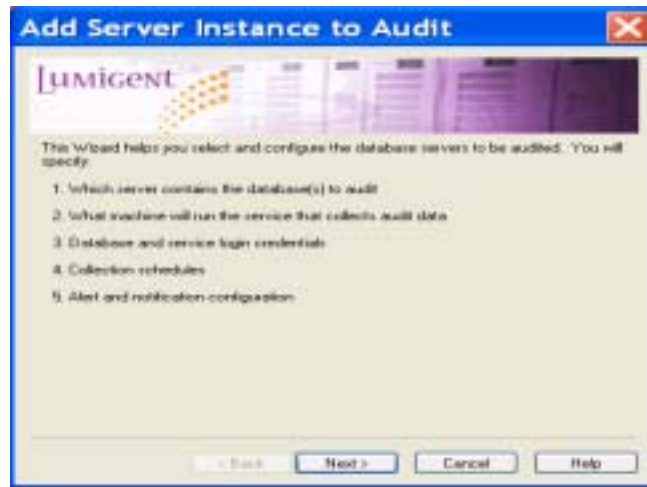 Add Server Instance to Audit
Lumigent
This Wizard helps you select and configure the database servers to be audited. You will
specify:
1. Which server contains the database(s) to audit
2. What machine will run the service that collects audit data
3. Database and service login credentials
4. Collection schedules
5. Alert and notification configuration
< Back
Next >
Cancel
Help